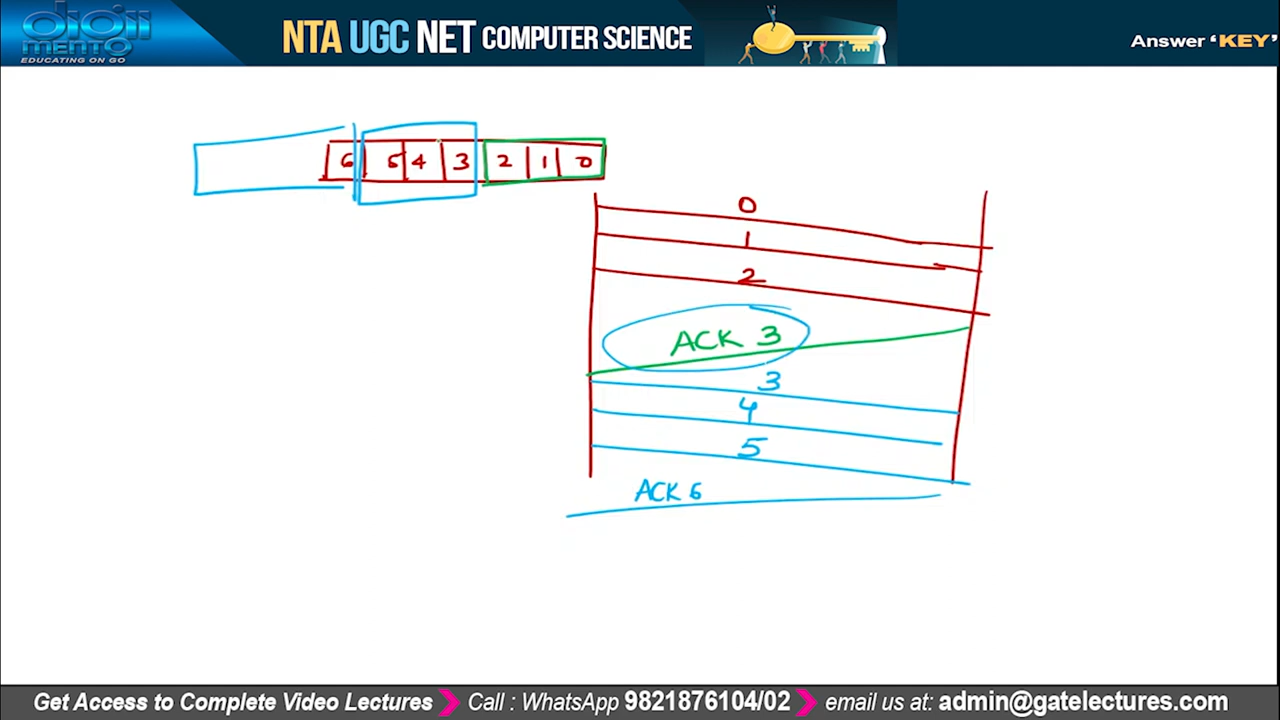 didii
MENTO
EDUCATING ON GO
NTA UGC NET COMPUTER SCIENCE
Answer ‘KEY’
6 5 4 3 2 1 0
0
1
2
ACK 3
3
4
5
ACK 6
Get Access to Complete Video Lectures Call : WhatsApp 9821876104/02 email us at: admin@gatelectures.com